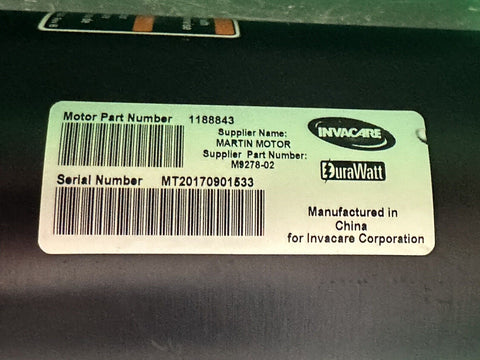 Motor Part Number 1188843
Supplier Name:
MARTIN MOTOR
Supplier Part Number:
M9278-02
INVACARE
DuraWatt
Serial Number MT20170901533
Manufactured in
China
for Invacare Corporation